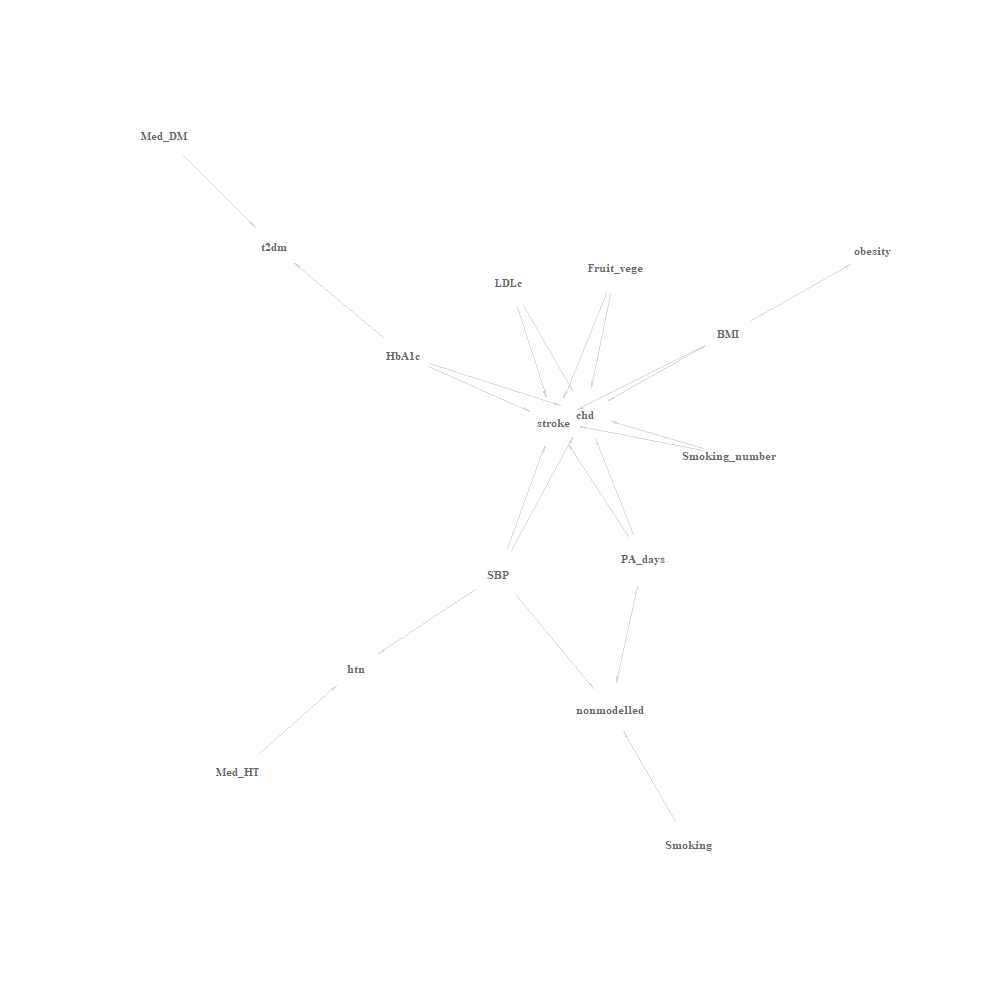 Med_DM
t2dm
obesity
Fruit_vege
LDLc
BMI
HbA1c
chd
stroke
Smoking_number
PA_days
SBP
htn
nonmodelled
Med_HT
Smoking